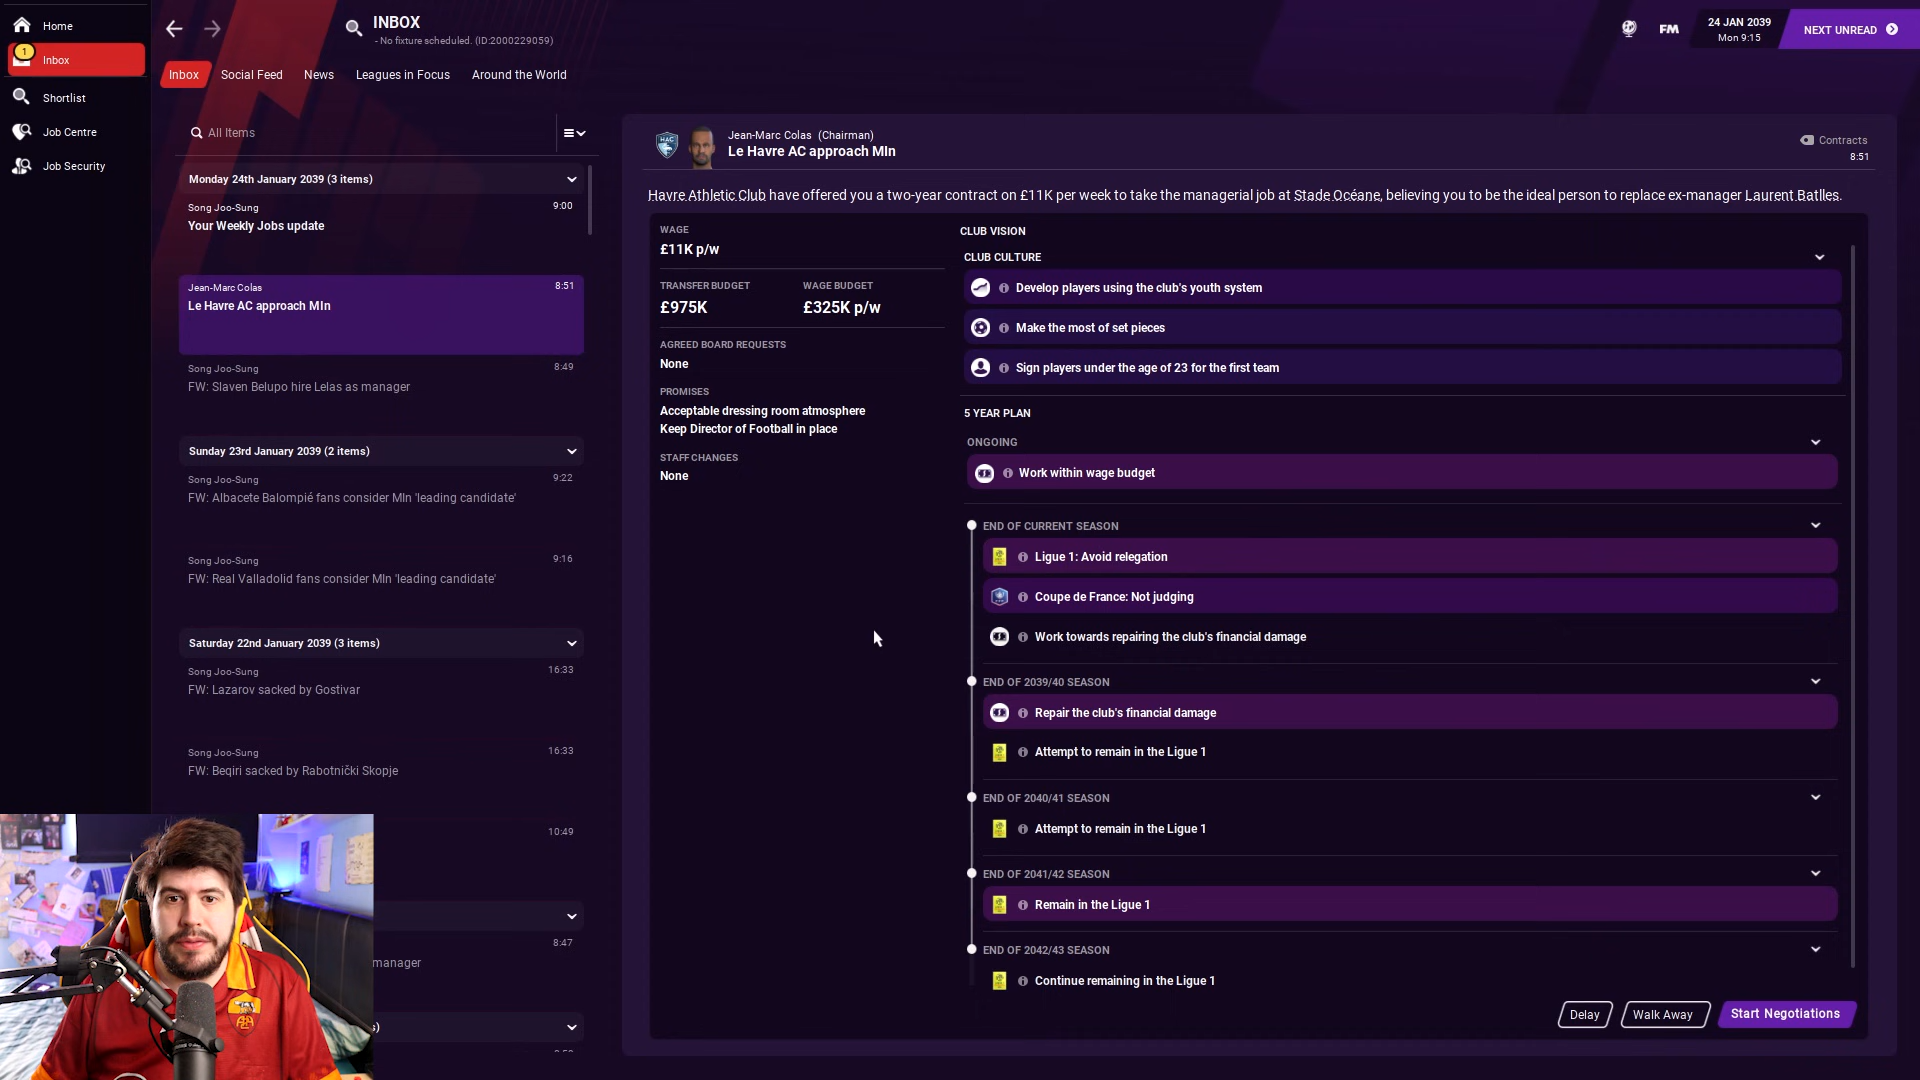 Home
1
Inbox
Shortlist
Job Centre
Job Security
INBOX
- No fixture scheduled. (ID:2000229059)
FM
24 JAN 2039
Mon 9:15
NEXT UNREAD
Inbox
Social Feed
News
Leagues in Focus
Around the World
All Items
Monday 24th January 2039 (3 items)
Song Joo-Sung
9:00
Your Weekly Jobs update
Jean-Marc Colas
8:51
Le Havre AC approach MIn
Song Joo-Sung
8:49
FW: Slaven Belupo hire Lelas as manager
Sunday 23rd January 2039 (2 items)
Song Joo-Sung
9:22
FW: Albacete Balompié fans consider MIn 'leading candidate'
Song Joo-Sung
9:16
FW: Real Valladolid fans consider MIn 'leading candidate'
Saturday 22nd January 2039 (3 items)
Song Joo-Sung
16:33
FW: Lazarov sacked by Gostivar
Song Joo-Sung
16:33
FW: Beqiri sacked by Rabotnički Skopje
10:49
8:47
manager
HAC
Jean-Marc Colas (Chairman)
Le Havre AC approach MIn
Contracts
8:51
Havre Athletic Club have offered you a two-year contract on £11K per week to take the managerial job at Stade Océane, believing you to be the ideal person to replace ex-manager Laurent Batlles.
WAGE
£11K p/w
TRANSFER BUDGET
WAGE BUDGET
£975K
£325K p/w
AGREED BOARD REQUESTS
None
PROMISES
Acceptable dressing room atmosphere
Keep Director of Football in place
STAFF CHANGES
None
CLUB VISION
CLUB CULTURE
Develop players using the club's youth system
Make the most of set pieces
Sign players under the age of 23 for the first team
5 YEAR PLAN
ONGOING
Work within wage budget
END OF CURRENT SEASON
Ligue 1: Avoid relegation
Coupe de France: Not judging
Work towards repairing the club's financial damage
END OF 2039/40 SEASON
Repair the club's financial damage
Attempt to remain in the Ligue 1
END OF 2040/41 SEASON
Attempt to remain in the Ligue 1
END OF 2041/42 SEASON
Remain in the Ligue 1
END OF 2042/43 SEASON
Continue remaining in the Ligue 1
Delay
Walk Away
Start Negotiations